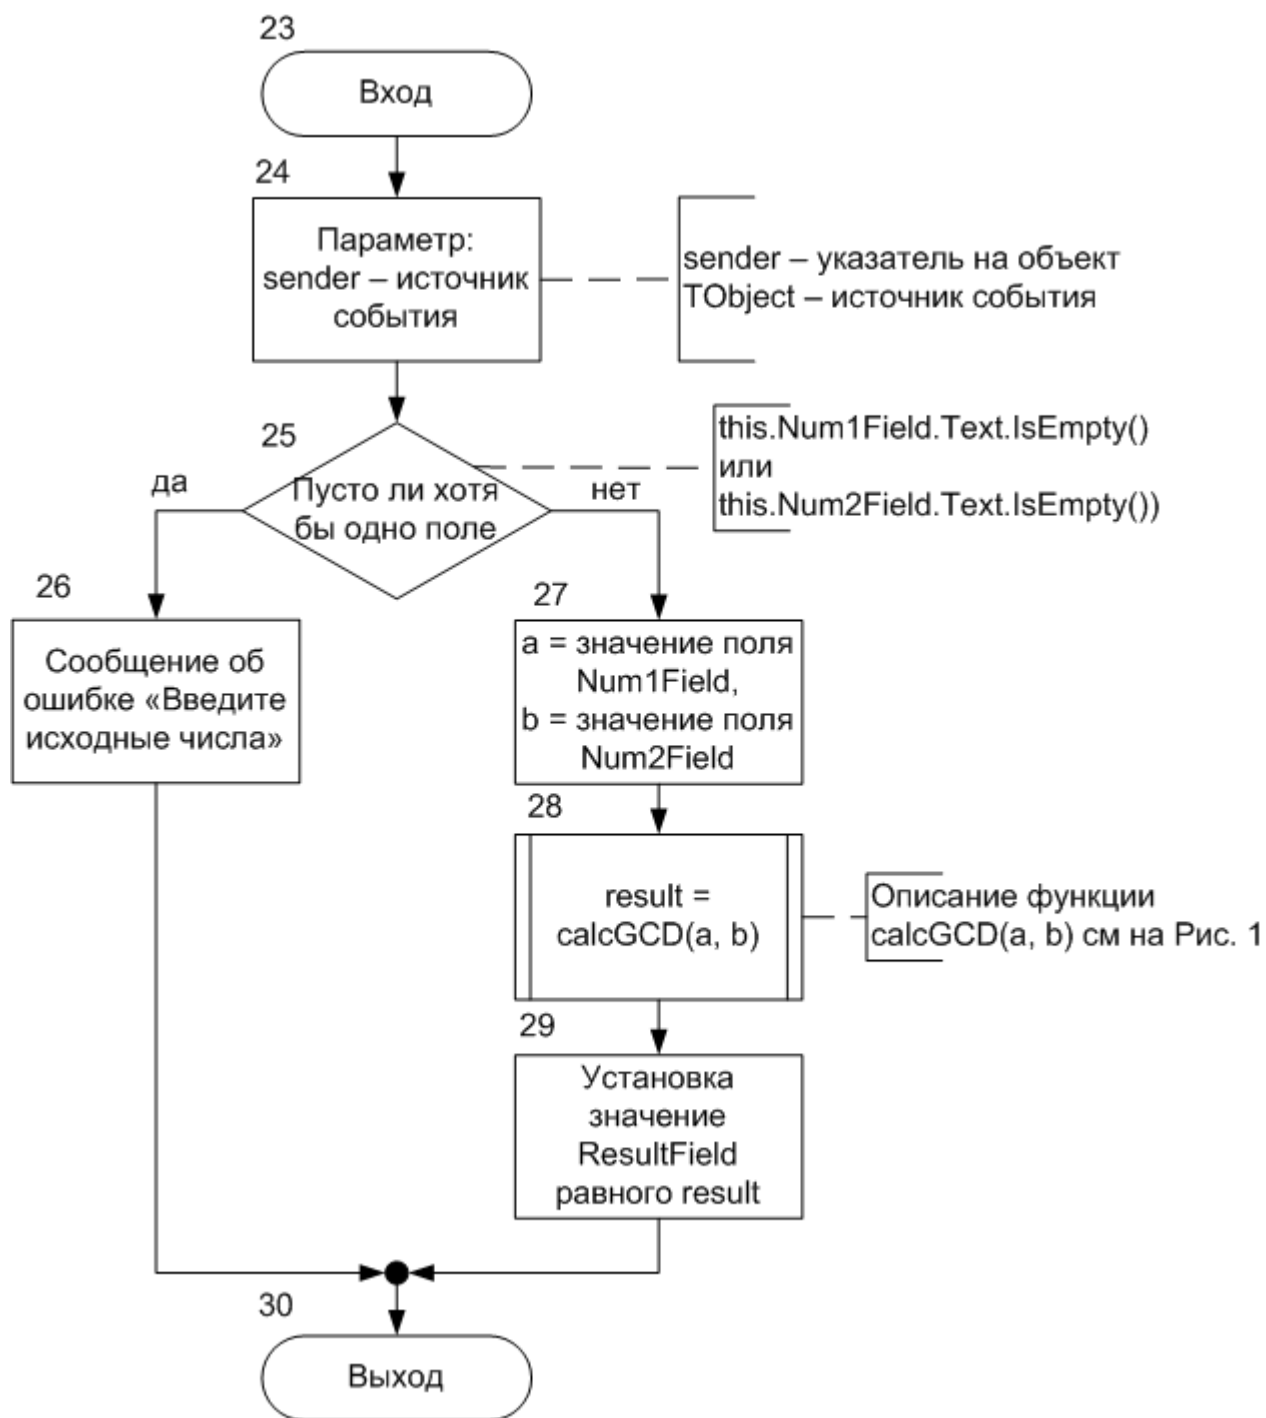 23
Вход
24
Параметр:
sender – источник
события
sender – указатель на объект
TObject – источник события
25
Пусто ли хотя
бы одно поле
да
нет
this.Num1Field.Text.IsEmpty()
или
this.Num2Field.Text.IsEmpty())
26
Сообщение об
ошибке «Введите
исходные числа»
27
a = значение поля
Num1Field,
b = значение поля
Num2Field
28
result =
calcGCD(a, b)
Описание функции
calcGCD(a, b) см на Рис. 1
29
Установка
значение
ResultField
равного result
30
Выход